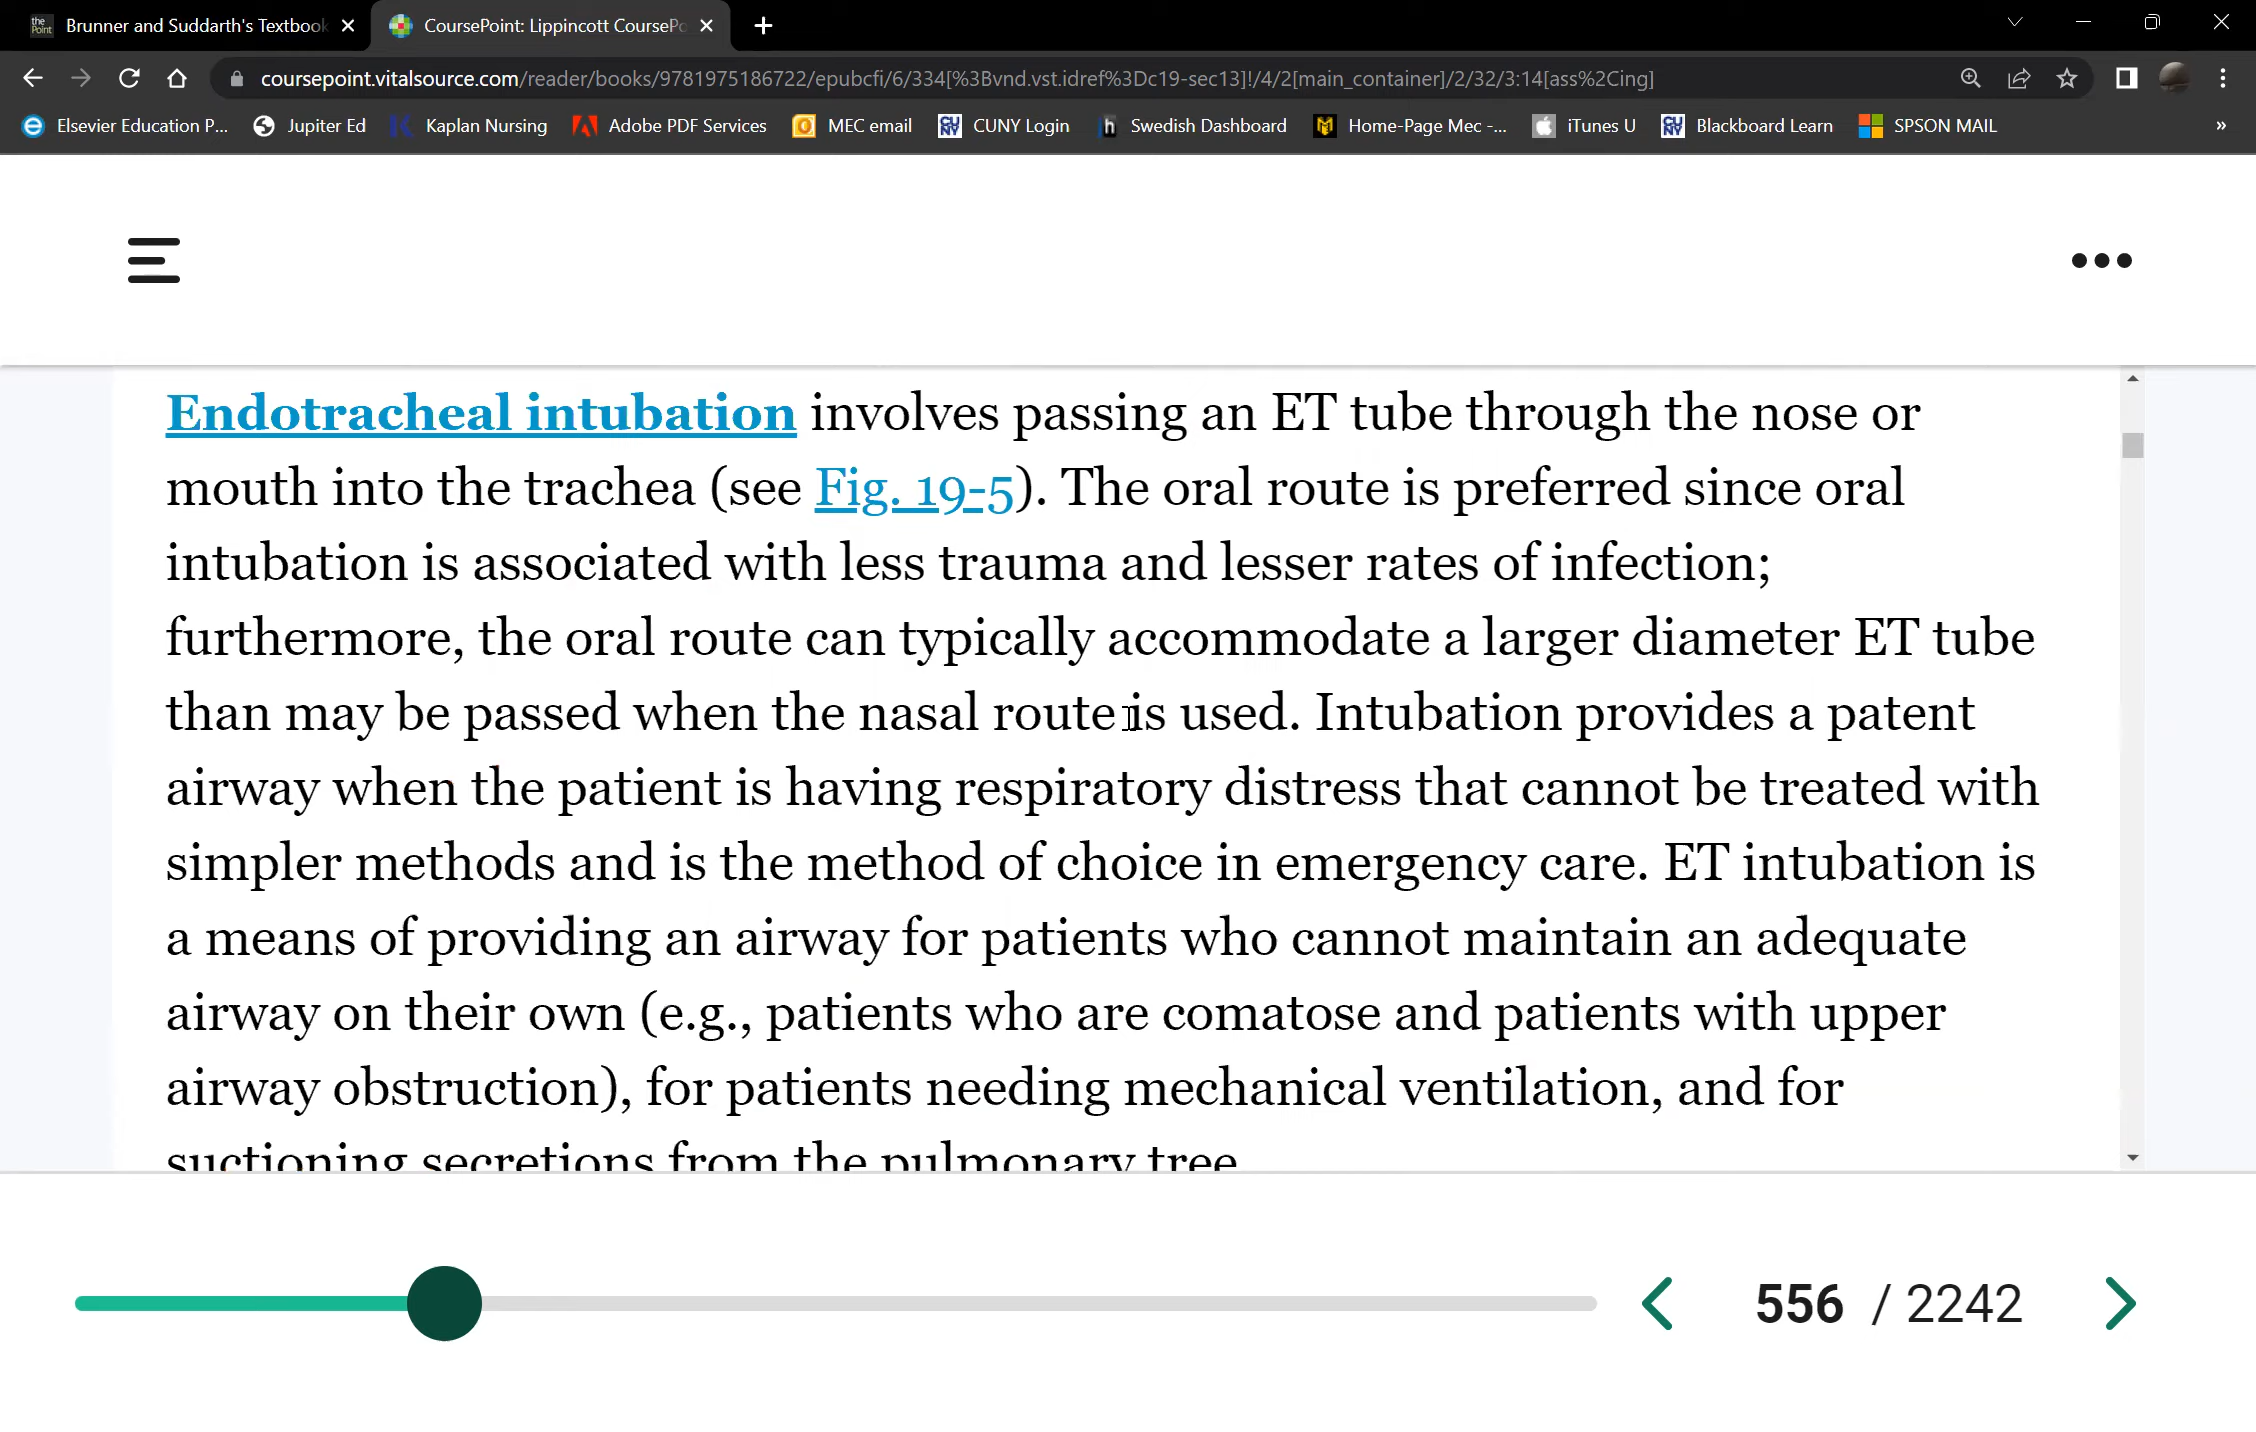 Brunner and Suddarth's Textbook
CoursePoint: Lippincott CoursePo
coursepoint.vitalsource.com/reader/books/9781975186722/epubcfi/6/334[%3Bvnd.vst.idref%3Dc19-sec13]!/4/2[main_container]/2/32/3:14[ass%2Cing]
Elsevier Education P... Jupiter Ed Kaplan Nursing Adobe PDF Services MEC email CUNY Login Swedish Dashboard Home-Page Mec -... iTunes U Blackboard Learn SPSON MAIL »
Endotracheal intubation involves passing an ET tube through the nose or
mouth into the trachea (see Fig. 19-5). The oral route is preferred since oral
intubation is associated with less trauma and lesser rates of infection;
furthermore, the oral route can typically accommodate a larger diameter ET tube
than may be passed when the nasal route is used. Intubation provides a patent
airway when the patient is having respiratory distress that cannot be treated with
simpler methods and is the method of choice in emergency care. ET intubation is
a means of providing an airway for patients who cannot maintain an adequate
airway on their own (e.g., patients who are comatose and patients with upper
airway obstruction), for patients needing mechanical ventilation, and for
suctioning secretions from the pulmonary tree
556 / 2242